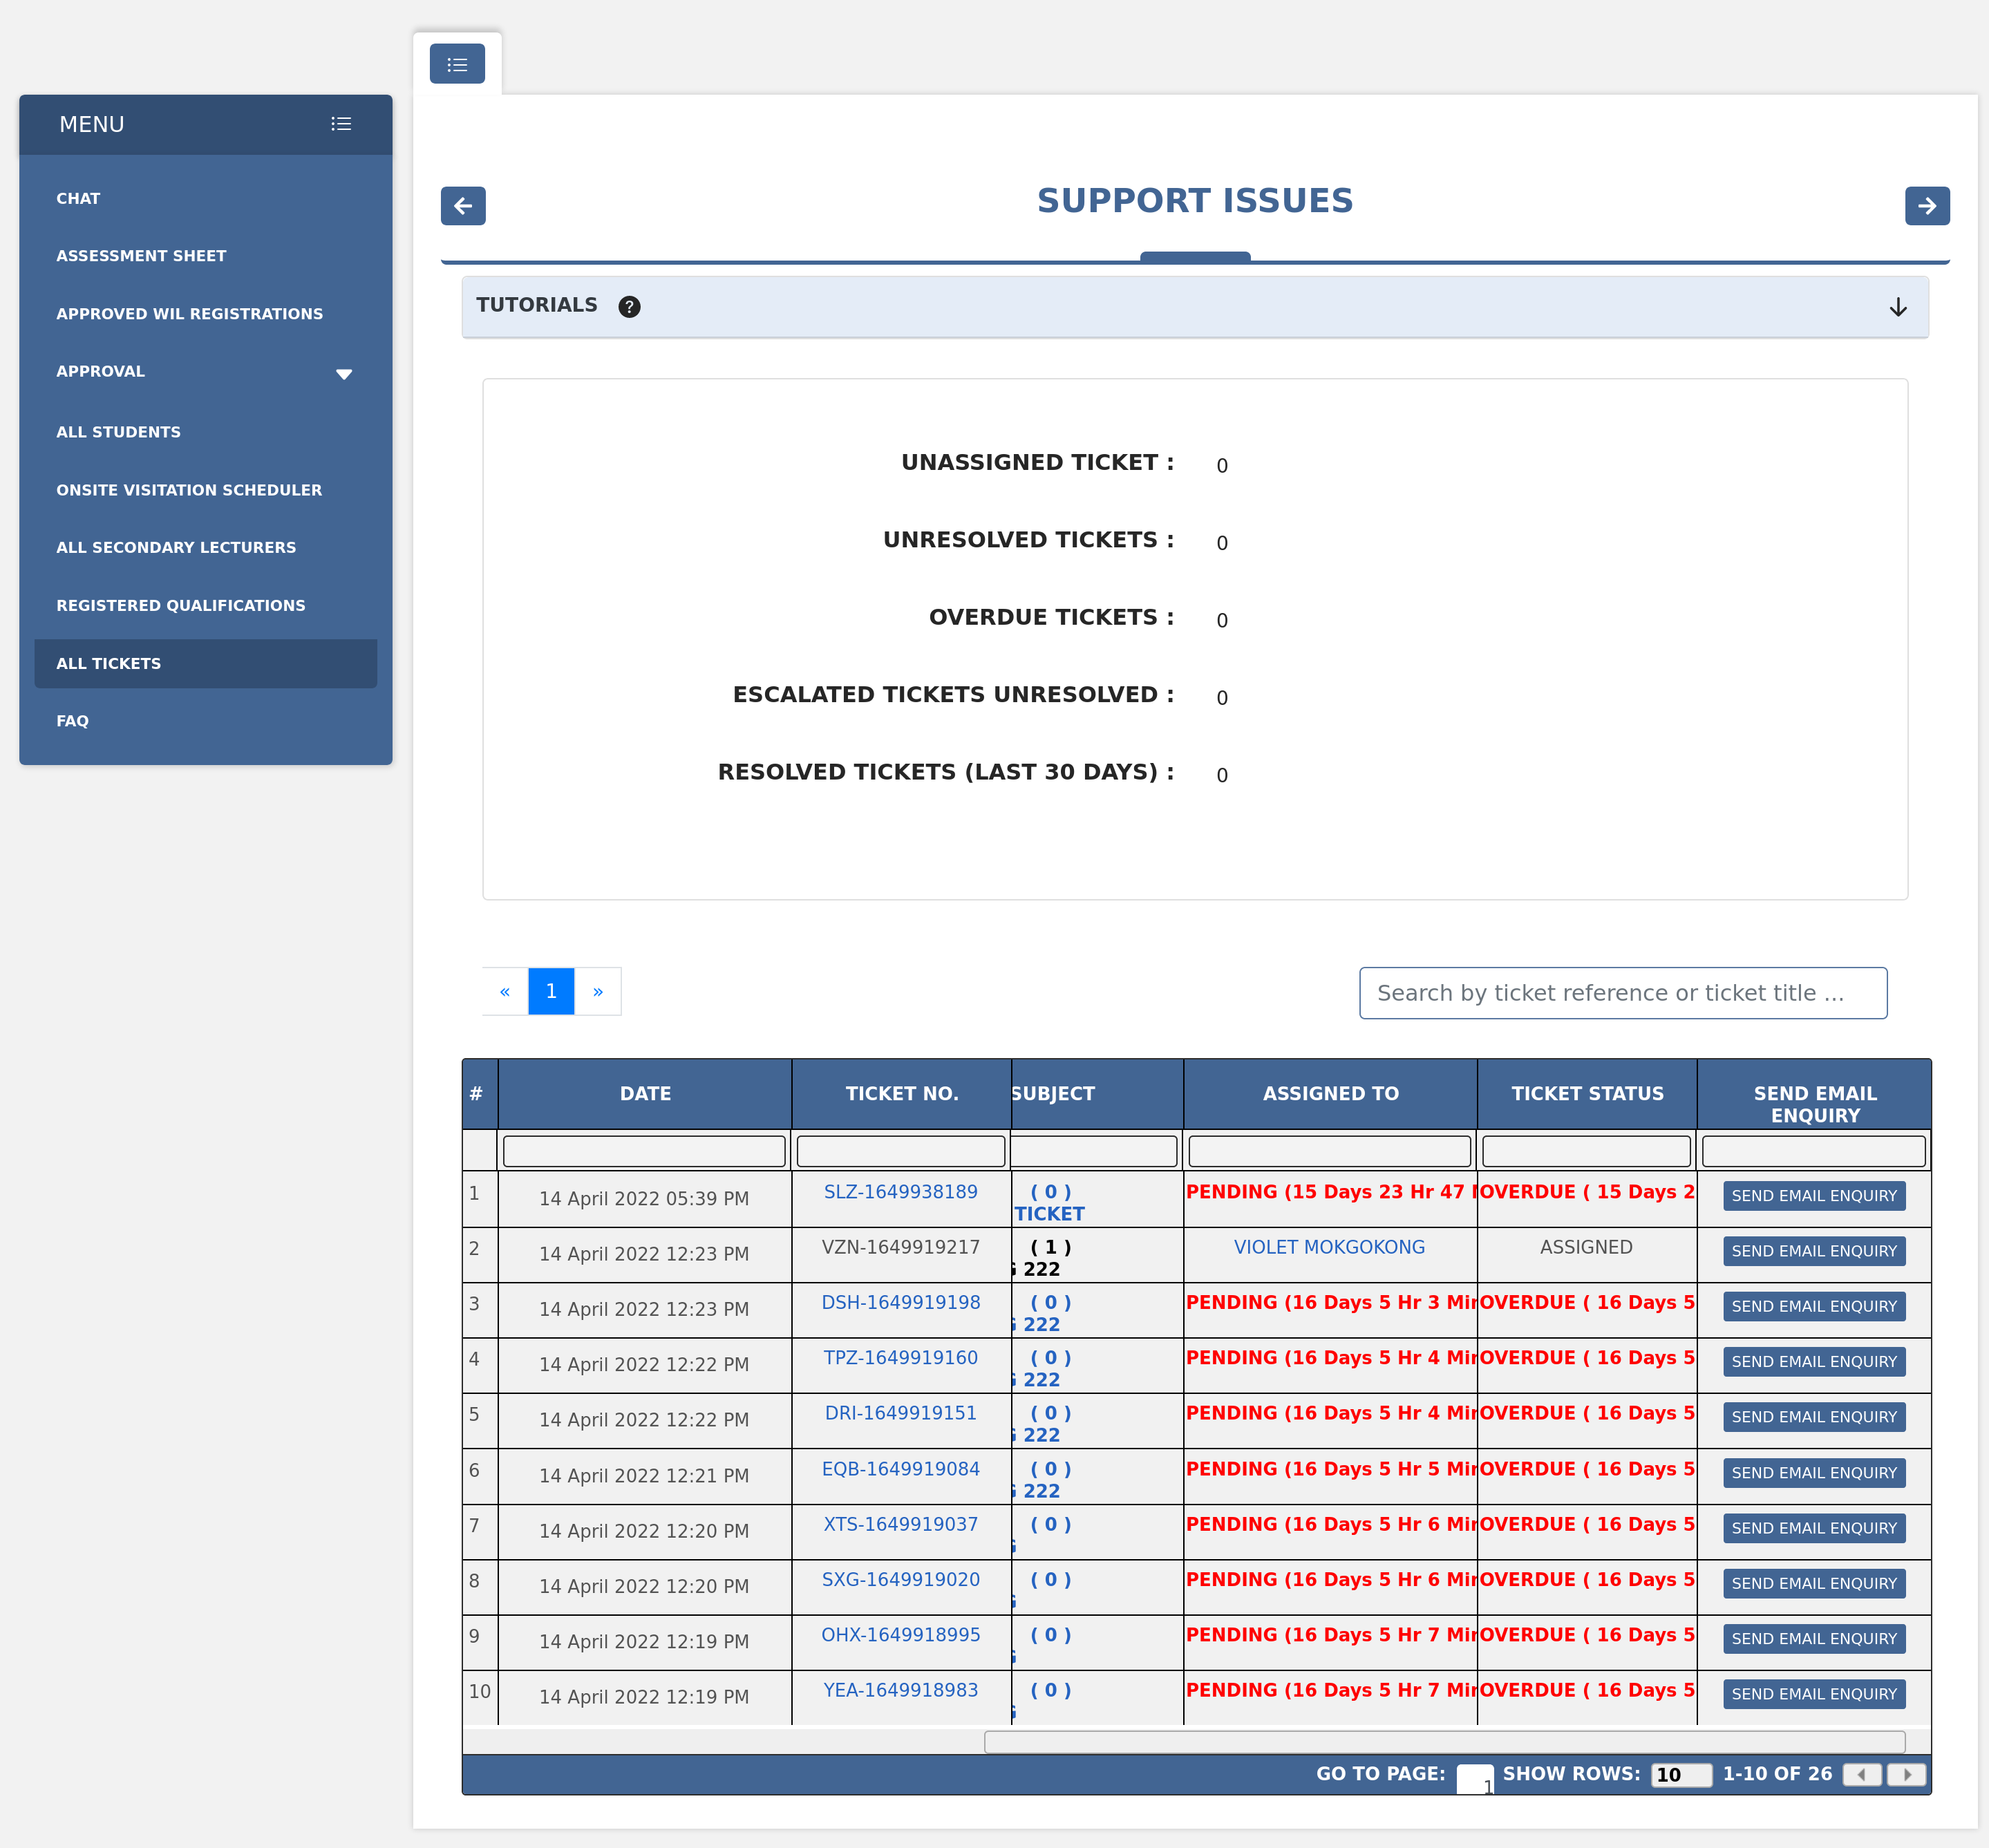 MENU
CHAT
ASSESSMENT SHEET
APPROVED WIL REGISTRATIONS
APPROVAL
ALL STUDENTS
ONSITE VISITATION SCHEDULER
ALL SECONDARY LECTURERS
REGISTERED QUALIFICATIONS
ALL TICKETS
FAQ
SUPPORT ISSUES
TUTORIALS ?
UNASSIGNED TICKET : 0
UNRESOLVED TICKETS : 0
OVERDUE TICKETS : 0
ESCALATED TICKETS UNRESOLVED : 0
RESOLVED TICKETS (LAST 30 DAYS) : 0
« 1 » Search by ticket reference or ticket title ...
# DATE TICKET NO. SUBJECT ASSIGNED TO TICKET STATUS SEND EMAIL
ENQUIRY
1 14 April 2022 05:39 PM SLZ-1649938189 ( 0 ) PENDING (15 Days 23 Hr 47 OVERDUE ( 15 Days 2 SEND EMAIL ENQUIRY
TICKET
2 14 April 2022 12:23 PM VZN-1649919217 ( 1 ) VIOLET MOKGOKONG ASSIGNED SEND EMAIL ENQUIRY
222
3 14 April 2022 12:23 PM DSH-1649919198 ( 0 ) PENDING (16 Days 5 Hr 3 Min OVERDUE ( 16 Days 5 SEND EMAIL ENQUIRY
222
4 14 April 2022 12:22 PM TPZ-1649919160 ( 0 ) PENDING (16 Days 5 Hr 4 Min OVERDUE ( 16 Days 5 SEND EMAIL ENQUIRY
222
5 14 April 2022 12:22 PM DRI-1649919151 ( 0 ) PENDING (16 Days 5 Hr 4 Min OVERDUE ( 16 Days 5 SEND EMAIL ENQUIRY
222
6 14 April 2022 12:21 PM EQB-1649919084 ( 0 ) PENDING (16 Days 5 Hr 5 Min OVERDUE ( 16 Days 5 SEND EMAIL ENQUIRY
222
7 14 April 2022 12:20 PM XTS-1649919037 ( 0 ) PENDING (16 Days 5 Hr 6 Min OVERDUE ( 16 Days 5 SEND EMAIL ENQUIRY
8 14 April 2022 12:20 PM SXG-1649919020 ( 0 ) PENDING (16 Days 5 Hr 6 Min OVERDUE ( 16 Days 5 SEND EMAIL ENQUIRY
9 14 April 2022 12:19 PM OHX-1649918995 ( 0 ) PENDING (16 Days 5 Hr 7 Min OVERDUE ( 16 Days 5 SEND EMAIL ENQUIRY
10 14 April 2022 12:19 PM YEA-1649918983 ( 0 ) PENDING (16 Days 5 Hr 7 Min OVERDUE ( 16 Days 5 SEND EMAIL ENQUIRY
GO TO PAGE: 1 SHOW ROWS: 10 1-10 OF 26